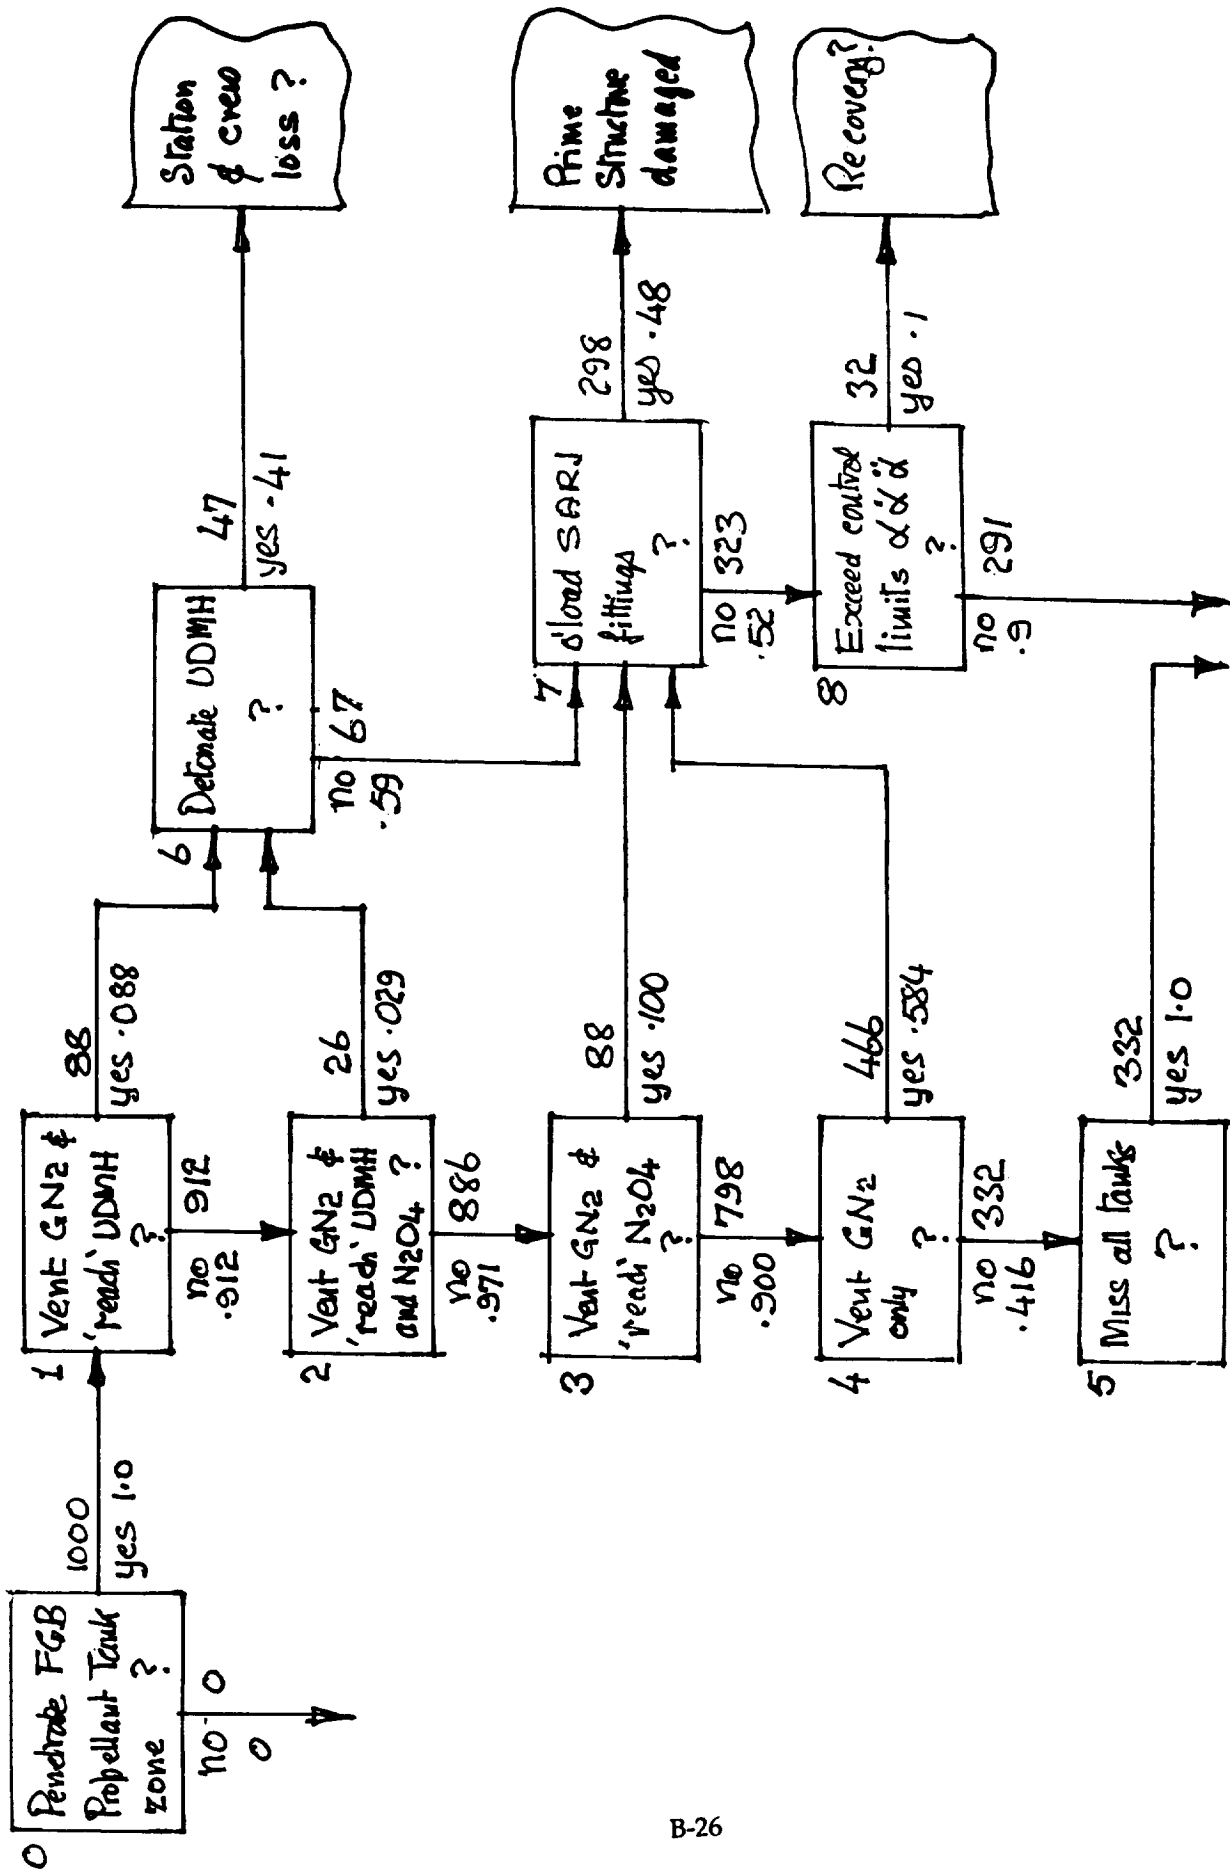 0
Penetrate FGB
Propellant Tank
zone ?
1000
yes 1.0
no 0
0
1
Vent GN2 &
'reach' UDMH
?
88
yes .088
no 912
.912
2
Vent GN2 &
'reach' UDMH
and N2O4 ?
26
yes .029
no 886
.971
3
Vent GN2 &
'reach' N2O4
?
88
yes .100
no 798
.900
4
Vent GN2
only ?
466
yes .584
no 332
.416
5
Miss all tanks
?
332
yes 1.0
6
Detonate UDMH
?
47
yes .41
no 67
.59
7
o'load SARJ
fittings
?
298
yes .48
no 323
.52
8
Exceed control
limits α α̇ α̈
?
32
yes .1
no 291
.9
Station
& crew
loss ?
Prime
Structure
damaged
Recovery?
B-26